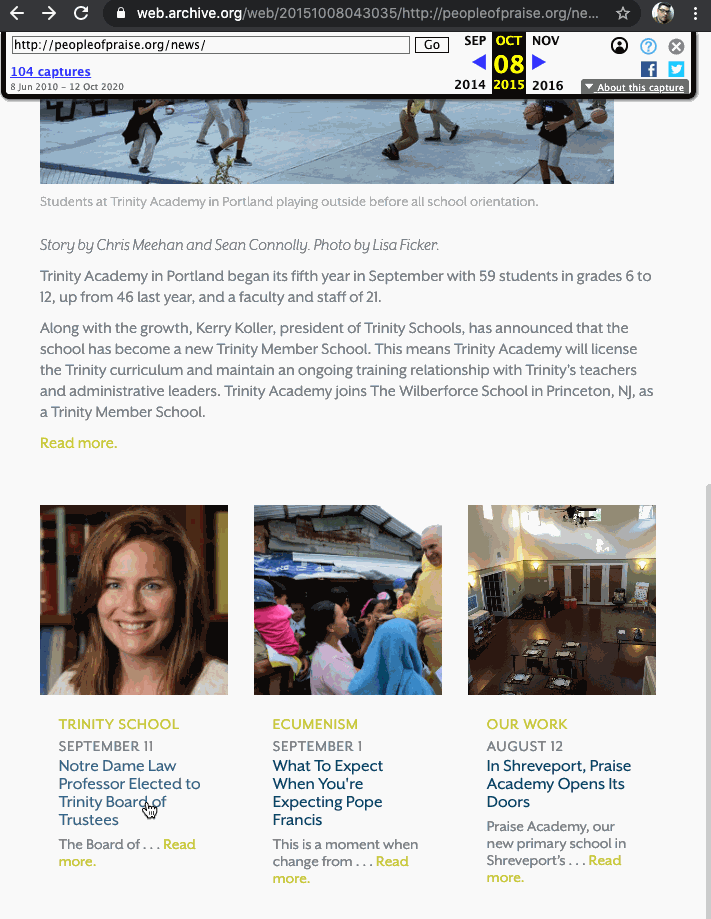 web.archive.org/web/20151008043035/http://peopleofpraise.org/ne...
http://peopleofpraise.org/news/
Go
SEP OCT NOV
08
2014 2015 2016
104 captures
8 Jun 2010 – 12 Oct 2020
About this capture
Students at Trinity Academy in Portland playing outside before all school orientation.
Story by Chris Meehan and Sean Connolly. Photo by Lisa Ficker.
Trinity Academy in Portland began its fifth year in September with 59 students in grades 6 to
12, up from 46 last year, and a faculty and staff of 21.
Along with the growth, Kerry Koller, president of Trinity Schools, has announced that the
school has become a new Trinity Member School. This means Trinity Academy will license
the Trinity curriculum and maintain an ongoing training relationship with Trinity's teachers
and administrative leaders. Trinity Academy joins The Wilberforce School in Princeton, NJ, as
a Trinity Member School.
Read more.
TRINITY SCHOOL
SEPTEMBER 11
Notre Dame Law
Professor Elected to
Trinity Board of
Trustees
The Board of . . . Read
more.
ECUMENISM
SEPTEMBER 1
What To Expect
When You're
Expecting Pope
Francis
This is a moment when
change from . . . Read
more.
OUR WORK
AUGUST 12
In Shreveport, Praise
Academy Opens Its
Doors
Praise Academy, our
new primary school in
Shreveport's . . . Read
more.